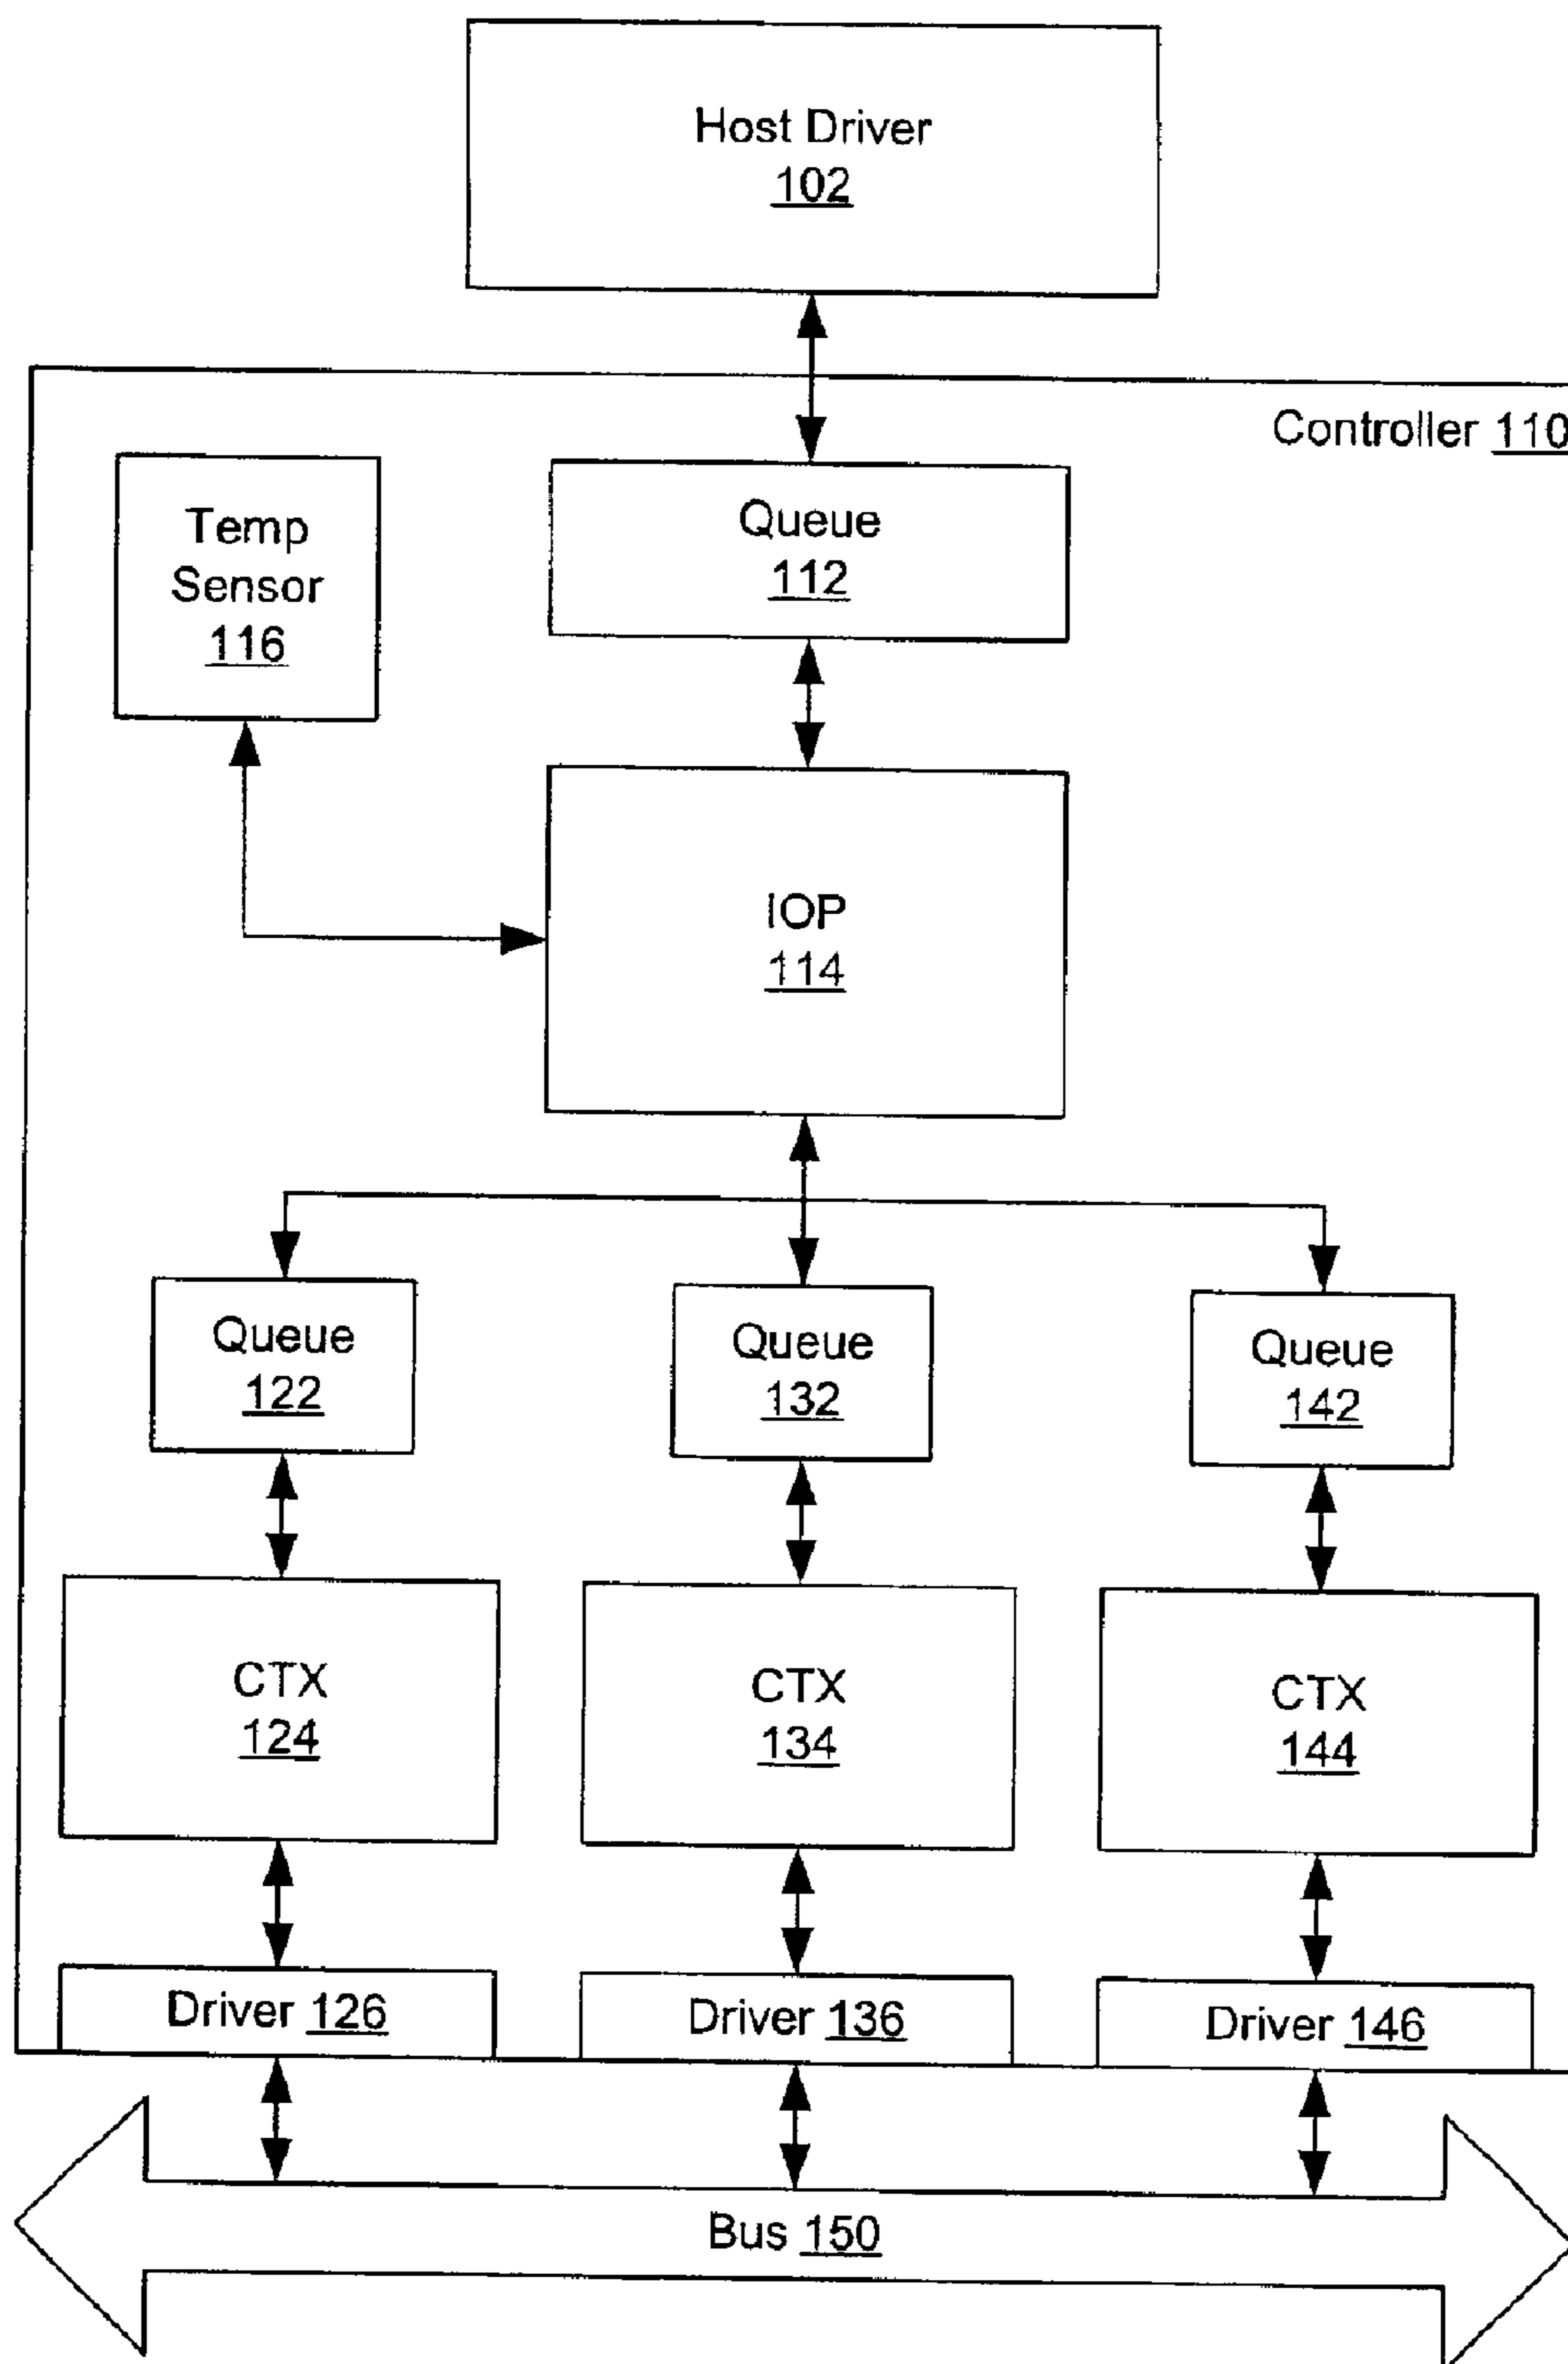 Host Driver
102
Controller 110
Temp
Sensor
116
Queue
112
IOP
114
Queue
122
Queue
132
Queue
142
CTX
124
CTX
134
CTX
144
Driver 126
Driver 136
Driver 146
Bus 150